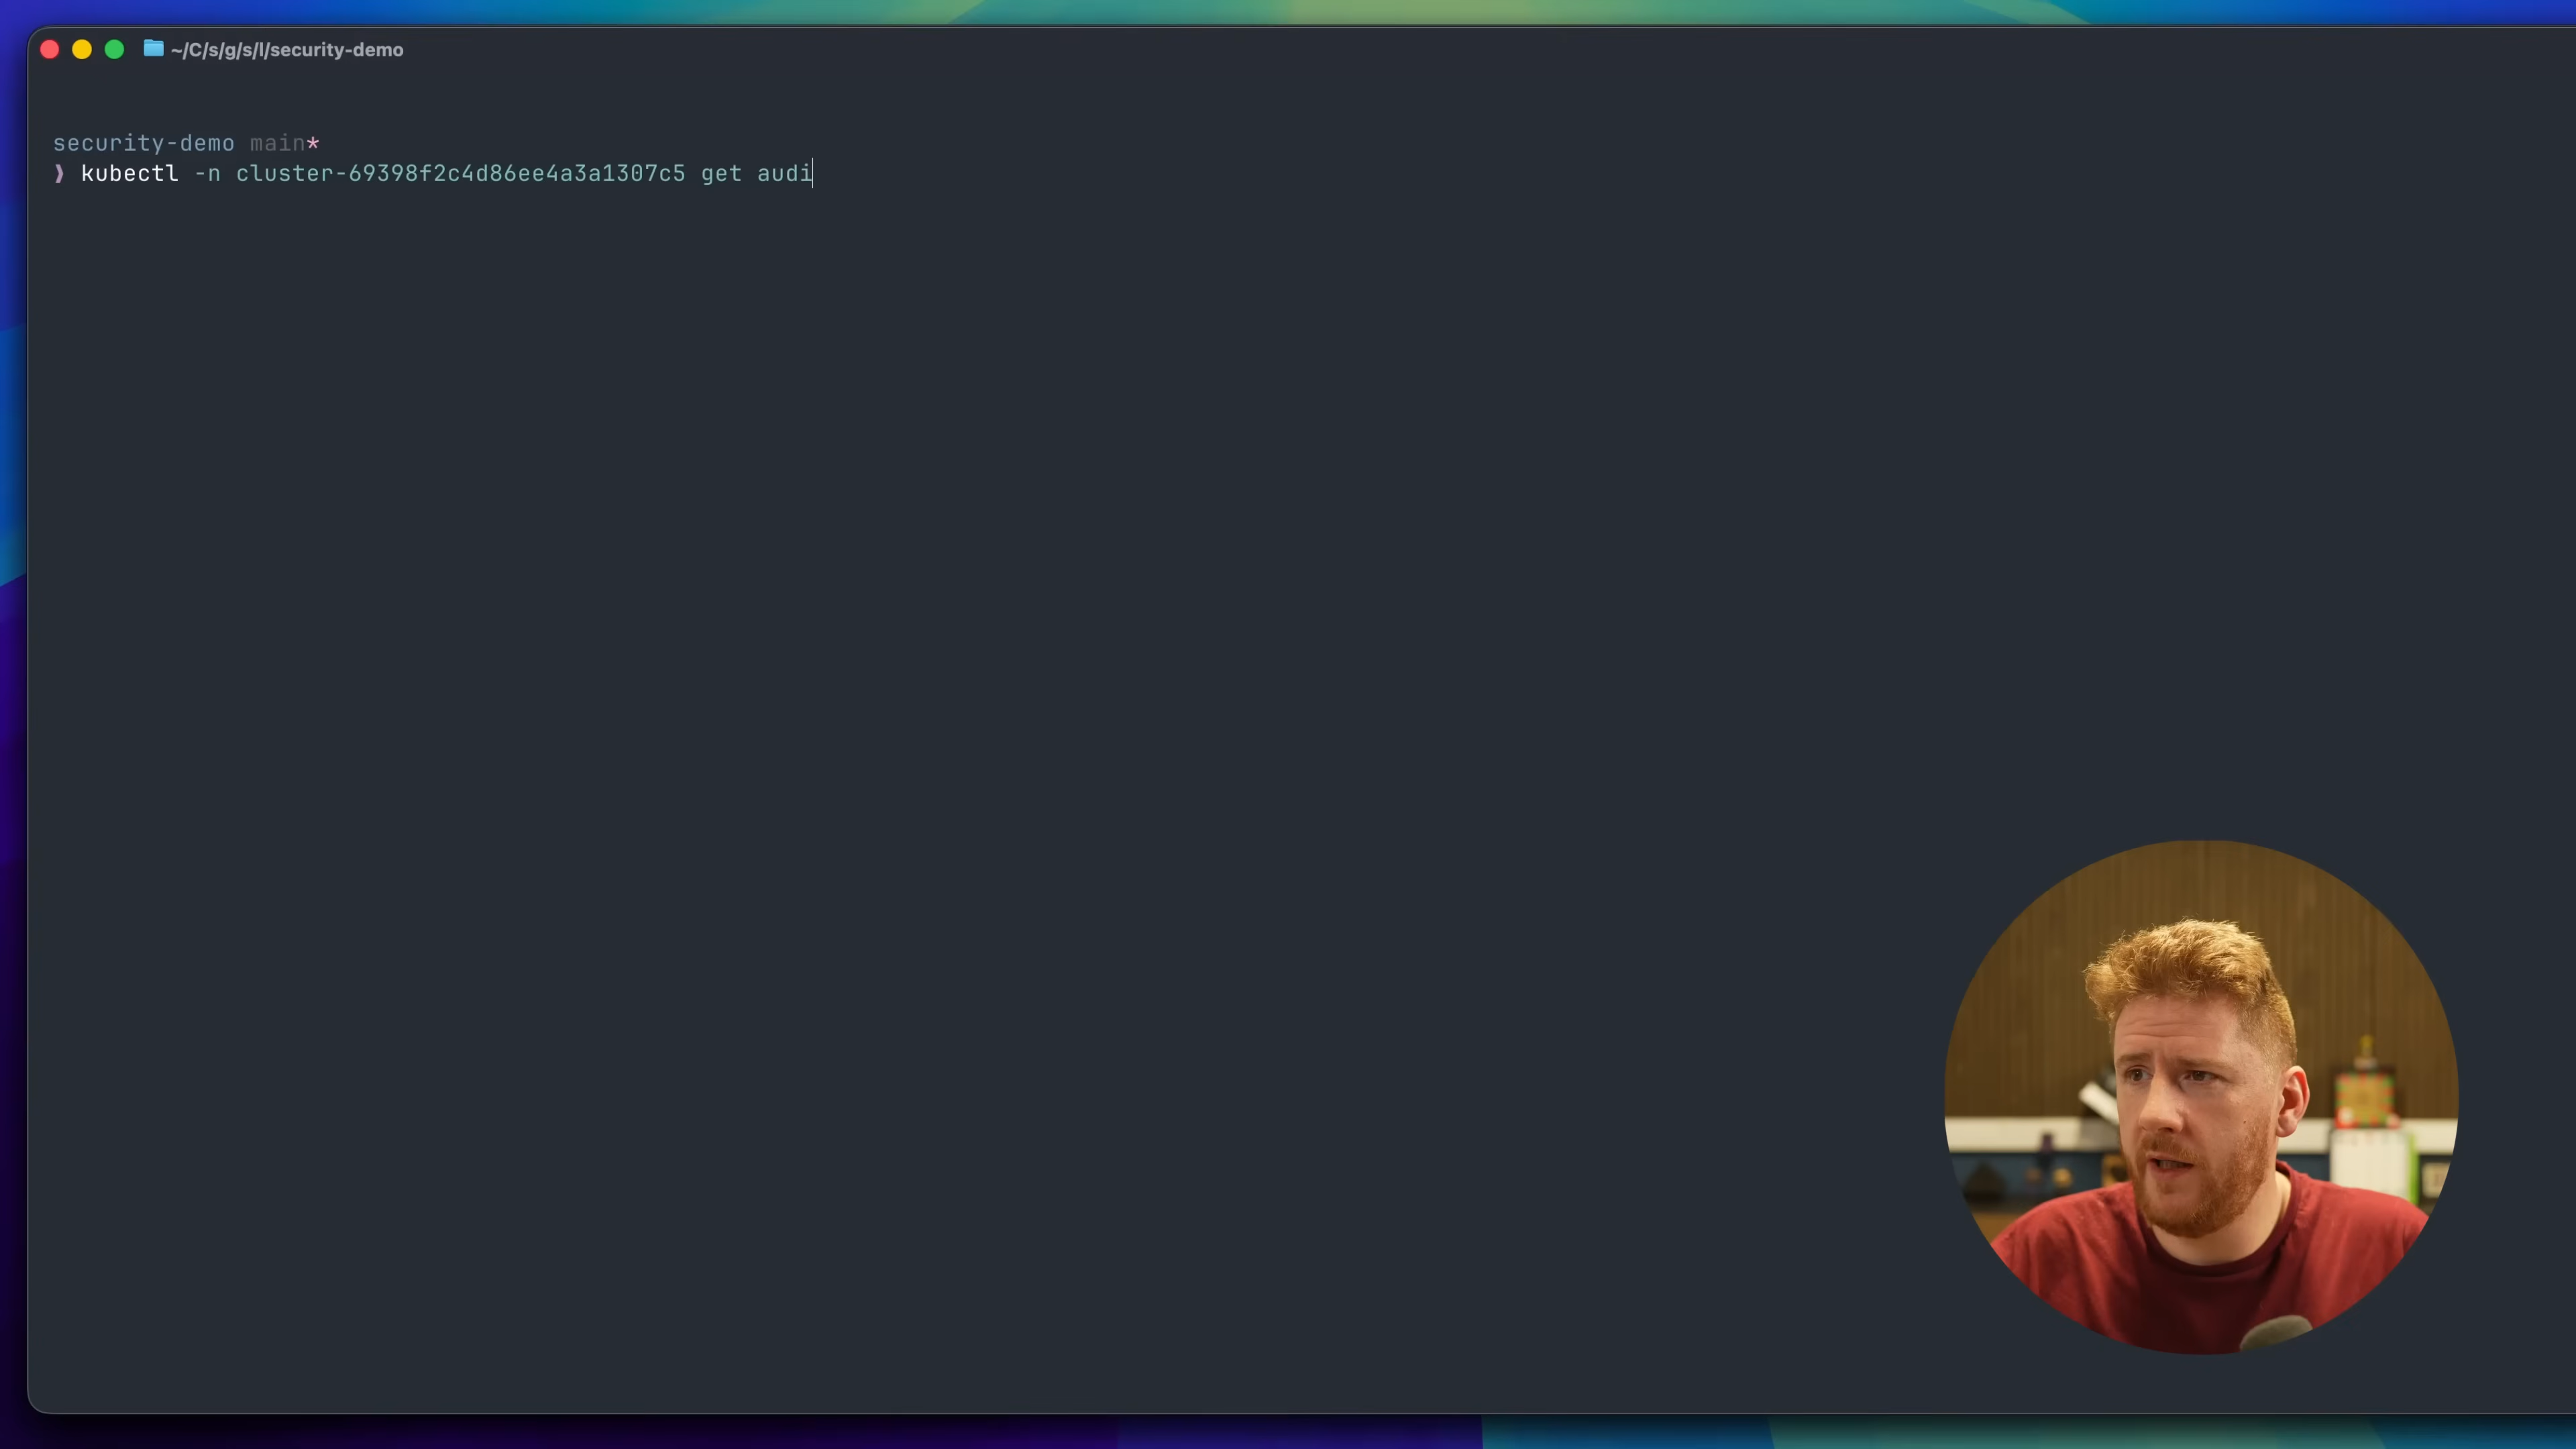 ~/C/s/g/s/l/security-demo
security-demo main*
❱ kubectl -n cluster-69398f2c4d86ee4a3a1307c5 get audi